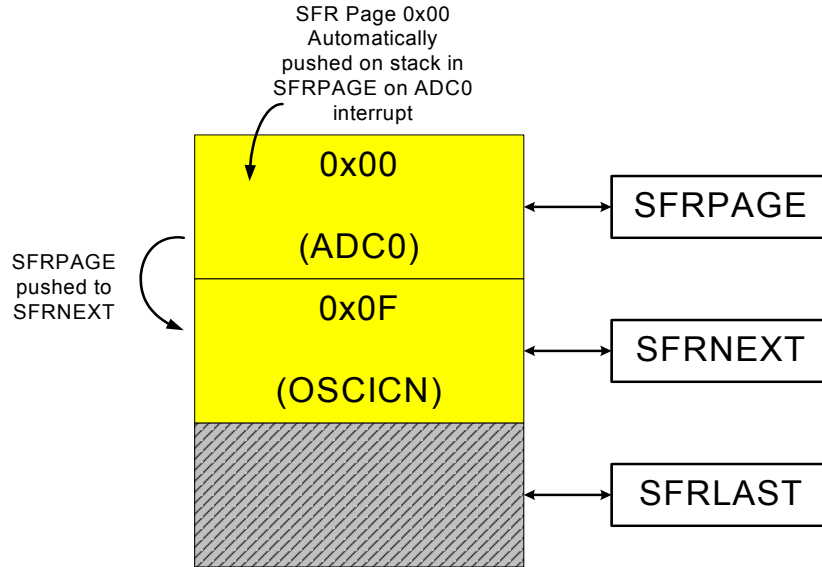 SFR Page 0x00
Automatically
pushed on stack in
SFRPAGE on ADC0
interrupt
0x00
(ADC0)
SFRPAGE
SFRPAGE
pushed to
SFRNEXT
0x0F
(OSCICN)
SFRNEXT
SFRLAST